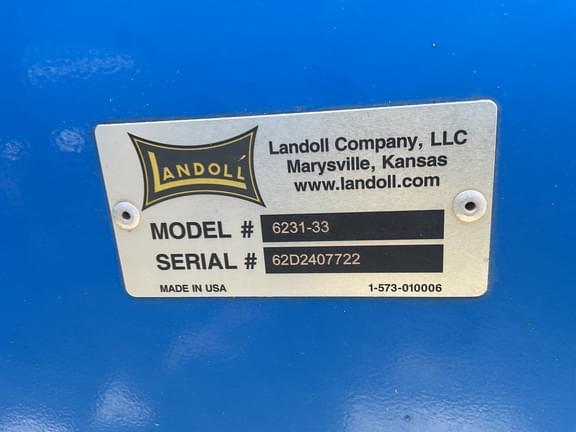 LANDOLL
Landoll Company, LLC
Marysville, Kansas
www.landoll.com
MODEL # 6231-33
SERIAL # 62D2407722
MADE IN USA 1-573-010006